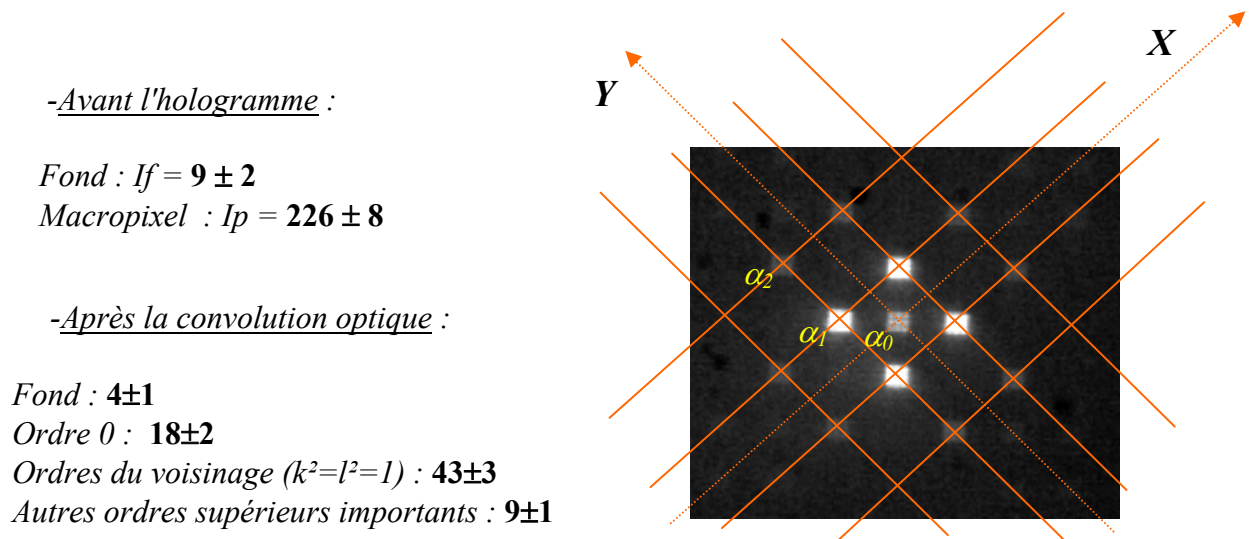 -Avant l'hologramme :
Fond : If = 9 ± 2
Macropixel : Ip = 226 ± 8
-Après la convolution optique :
Fond : 4±1
Ordre 0 : 18±2
Ordres du voisinage (k²=l²=1) : 43±3
Autres ordres supérieurs importants : 9±1
Y
X
α₂
α₁
α₀